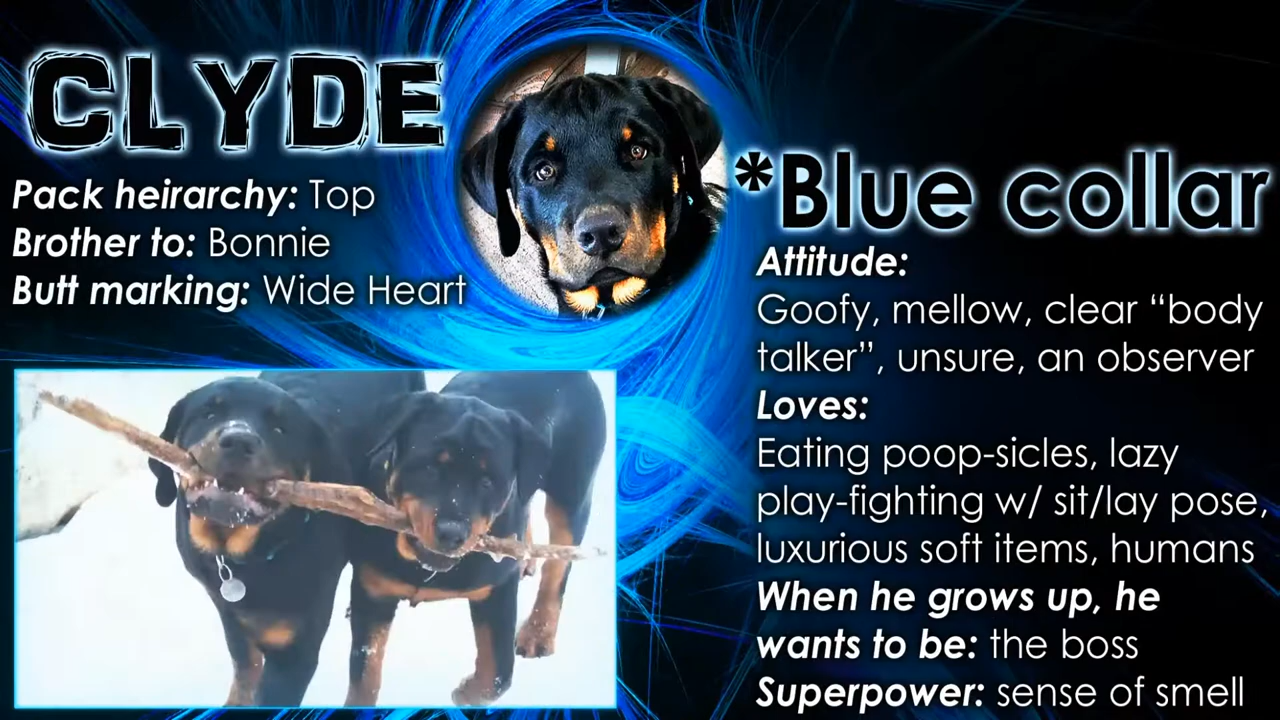 CLYDE
Pack heirarchy: Top
Brother to: Bonnie
Butt marking: Wide Heart
*Blue collar
Attitude:
Goofy, mellow, clear “body
talker”, unsure, an observer
Loves:
Eating poop-sicles, lazy
play-fighting w/ sit/lay pose,
luxurious soft items, humans
When he grows up, he
wants to be: the boss
Superpower: sense of smell